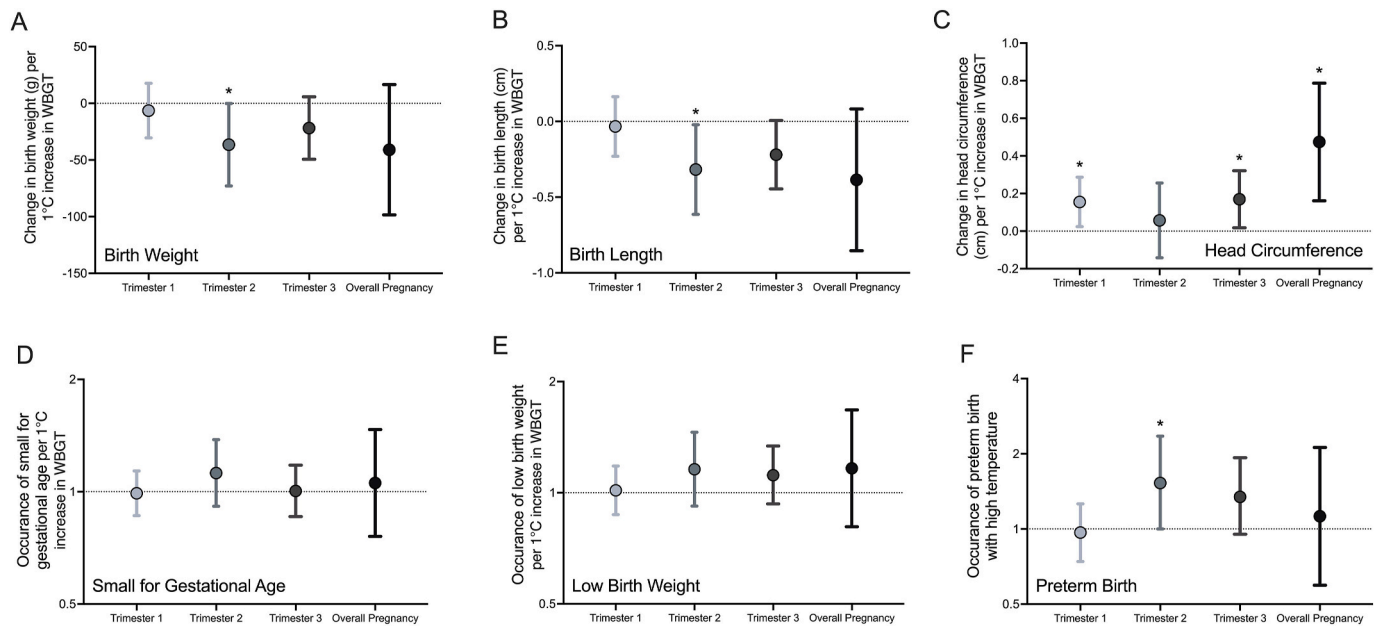 A
Change in birth weight (g) per
1°C increase in WBGT
50
0
-50
-100
-150
*
Birth Weight
Trimester 1 Trimester 2 Trimester 3 Overall Pregnancy
B
Change in birth length (cm)
per 1°C increase in WBGT
0.5
0.0
-0.5
-1.0
*
Birth Length
Trimester 1 Trimester 2 Trimester 3 Overall Pregnancy
C
Change in head circumference
(cm) per 1°C increase in WBGT
1.0
0.8
0.6
0.4
0.2
0.0
-0.2
* * *
Head Circumference
Trimester 1 Trimester 2 Trimester 3 Overall Pregnancy
D
Occurance of small for
gestational age per 1°C
increase in WBGT
2
1
0.5
Small for Gestational Age
Trimester 1 Trimester 2 Trimester 3 Overall Pregnancy
E
Occurance of low birth weight
per 1°C increase in WBGT
2
1
0.5
Low Birth Weight
Trimester 1 Trimester 2 Trimester 3 Overall Pregnancy
F
Occurance of preterm birth
with high temperature
4
2
1
0.5
*
Preterm Birth
Trimester 1 Trimester 2 Trimester 3 Overall Pregnancy